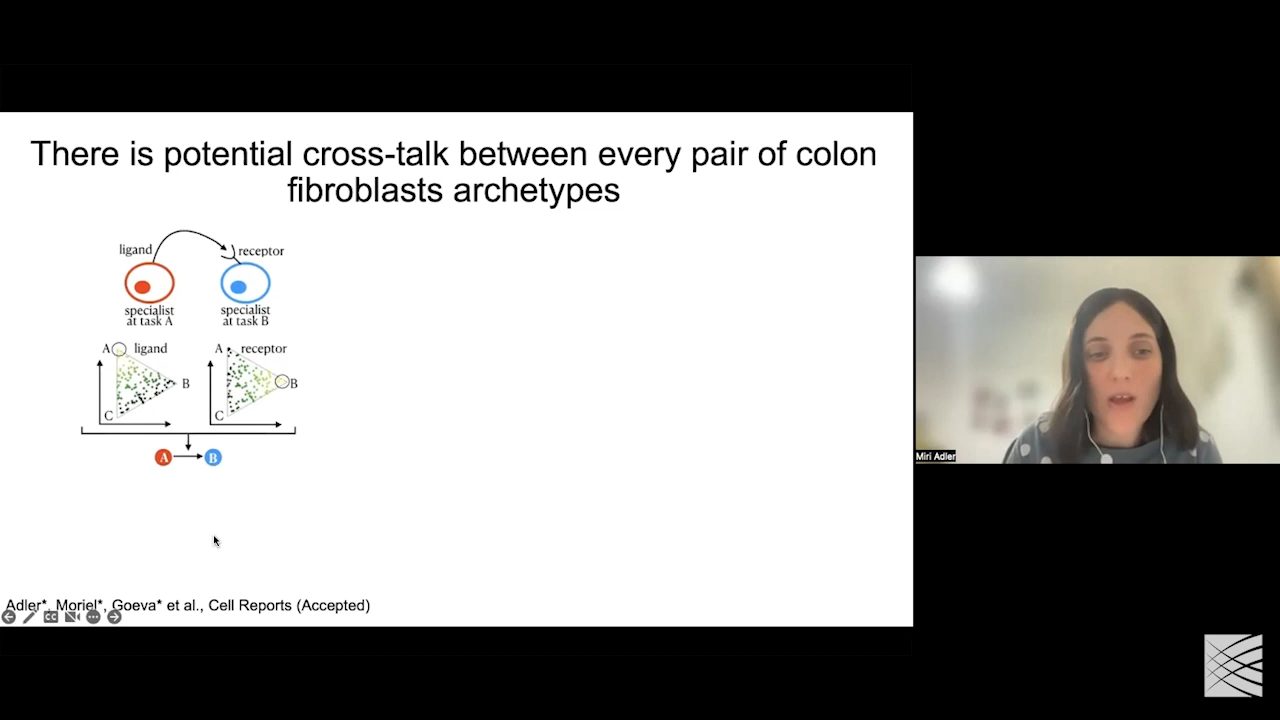 There is potential cross-talk between every pair of colon
fibroblasts archetypes
ligand
receptor
specialist
at task A
specialist
at task B
A
ligand
B
C
A
receptor
B
C
A
B
Adler*, Moriel*, Goeva* et al., Cell Reports (Accepted)
CC
Miri Adler